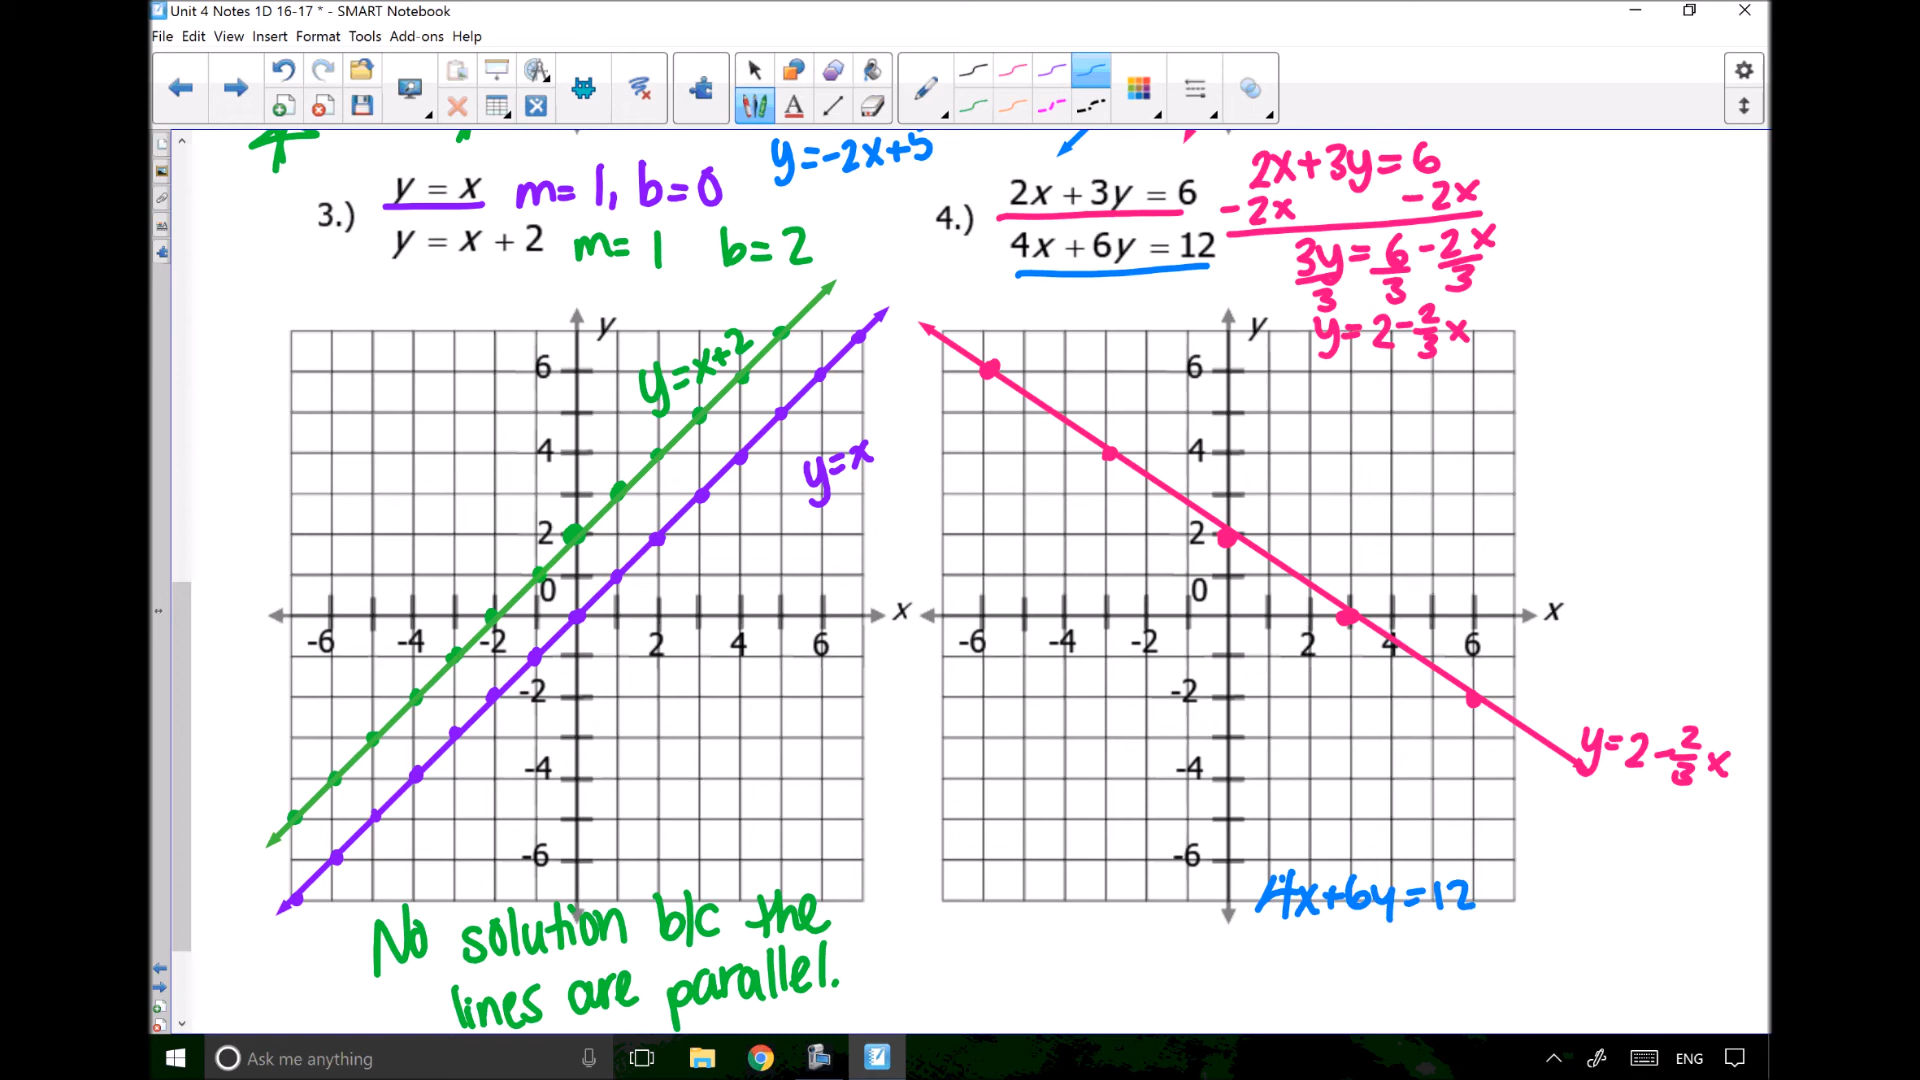 Unit 4 Notes 1D 16-17 * - SMART Notebook
File Edit View Insert Format Tools Add-ons Help
y=-2x+5
3.) y = x m= 1, b=0
y = x + 2 m= 1 b=2
4.) 2x + 3y = 6
4x + 6y = 12
2x+3y=6
-2x -2x
3y = 6 - 2x
3 3 3
y= 2 - 2/3 x
y
6
4
2
0
-6 -4 -2 2 4 6 x
-2
-4
-6
y=x+2
y=x
y
6
4
2
0
-6 -4 -2 2 4 6 x
-2
-4
-6
y=2-2/3 x
4x+6y=12
No solution b/c the
lines are parallel.
Ask me anything
ENG